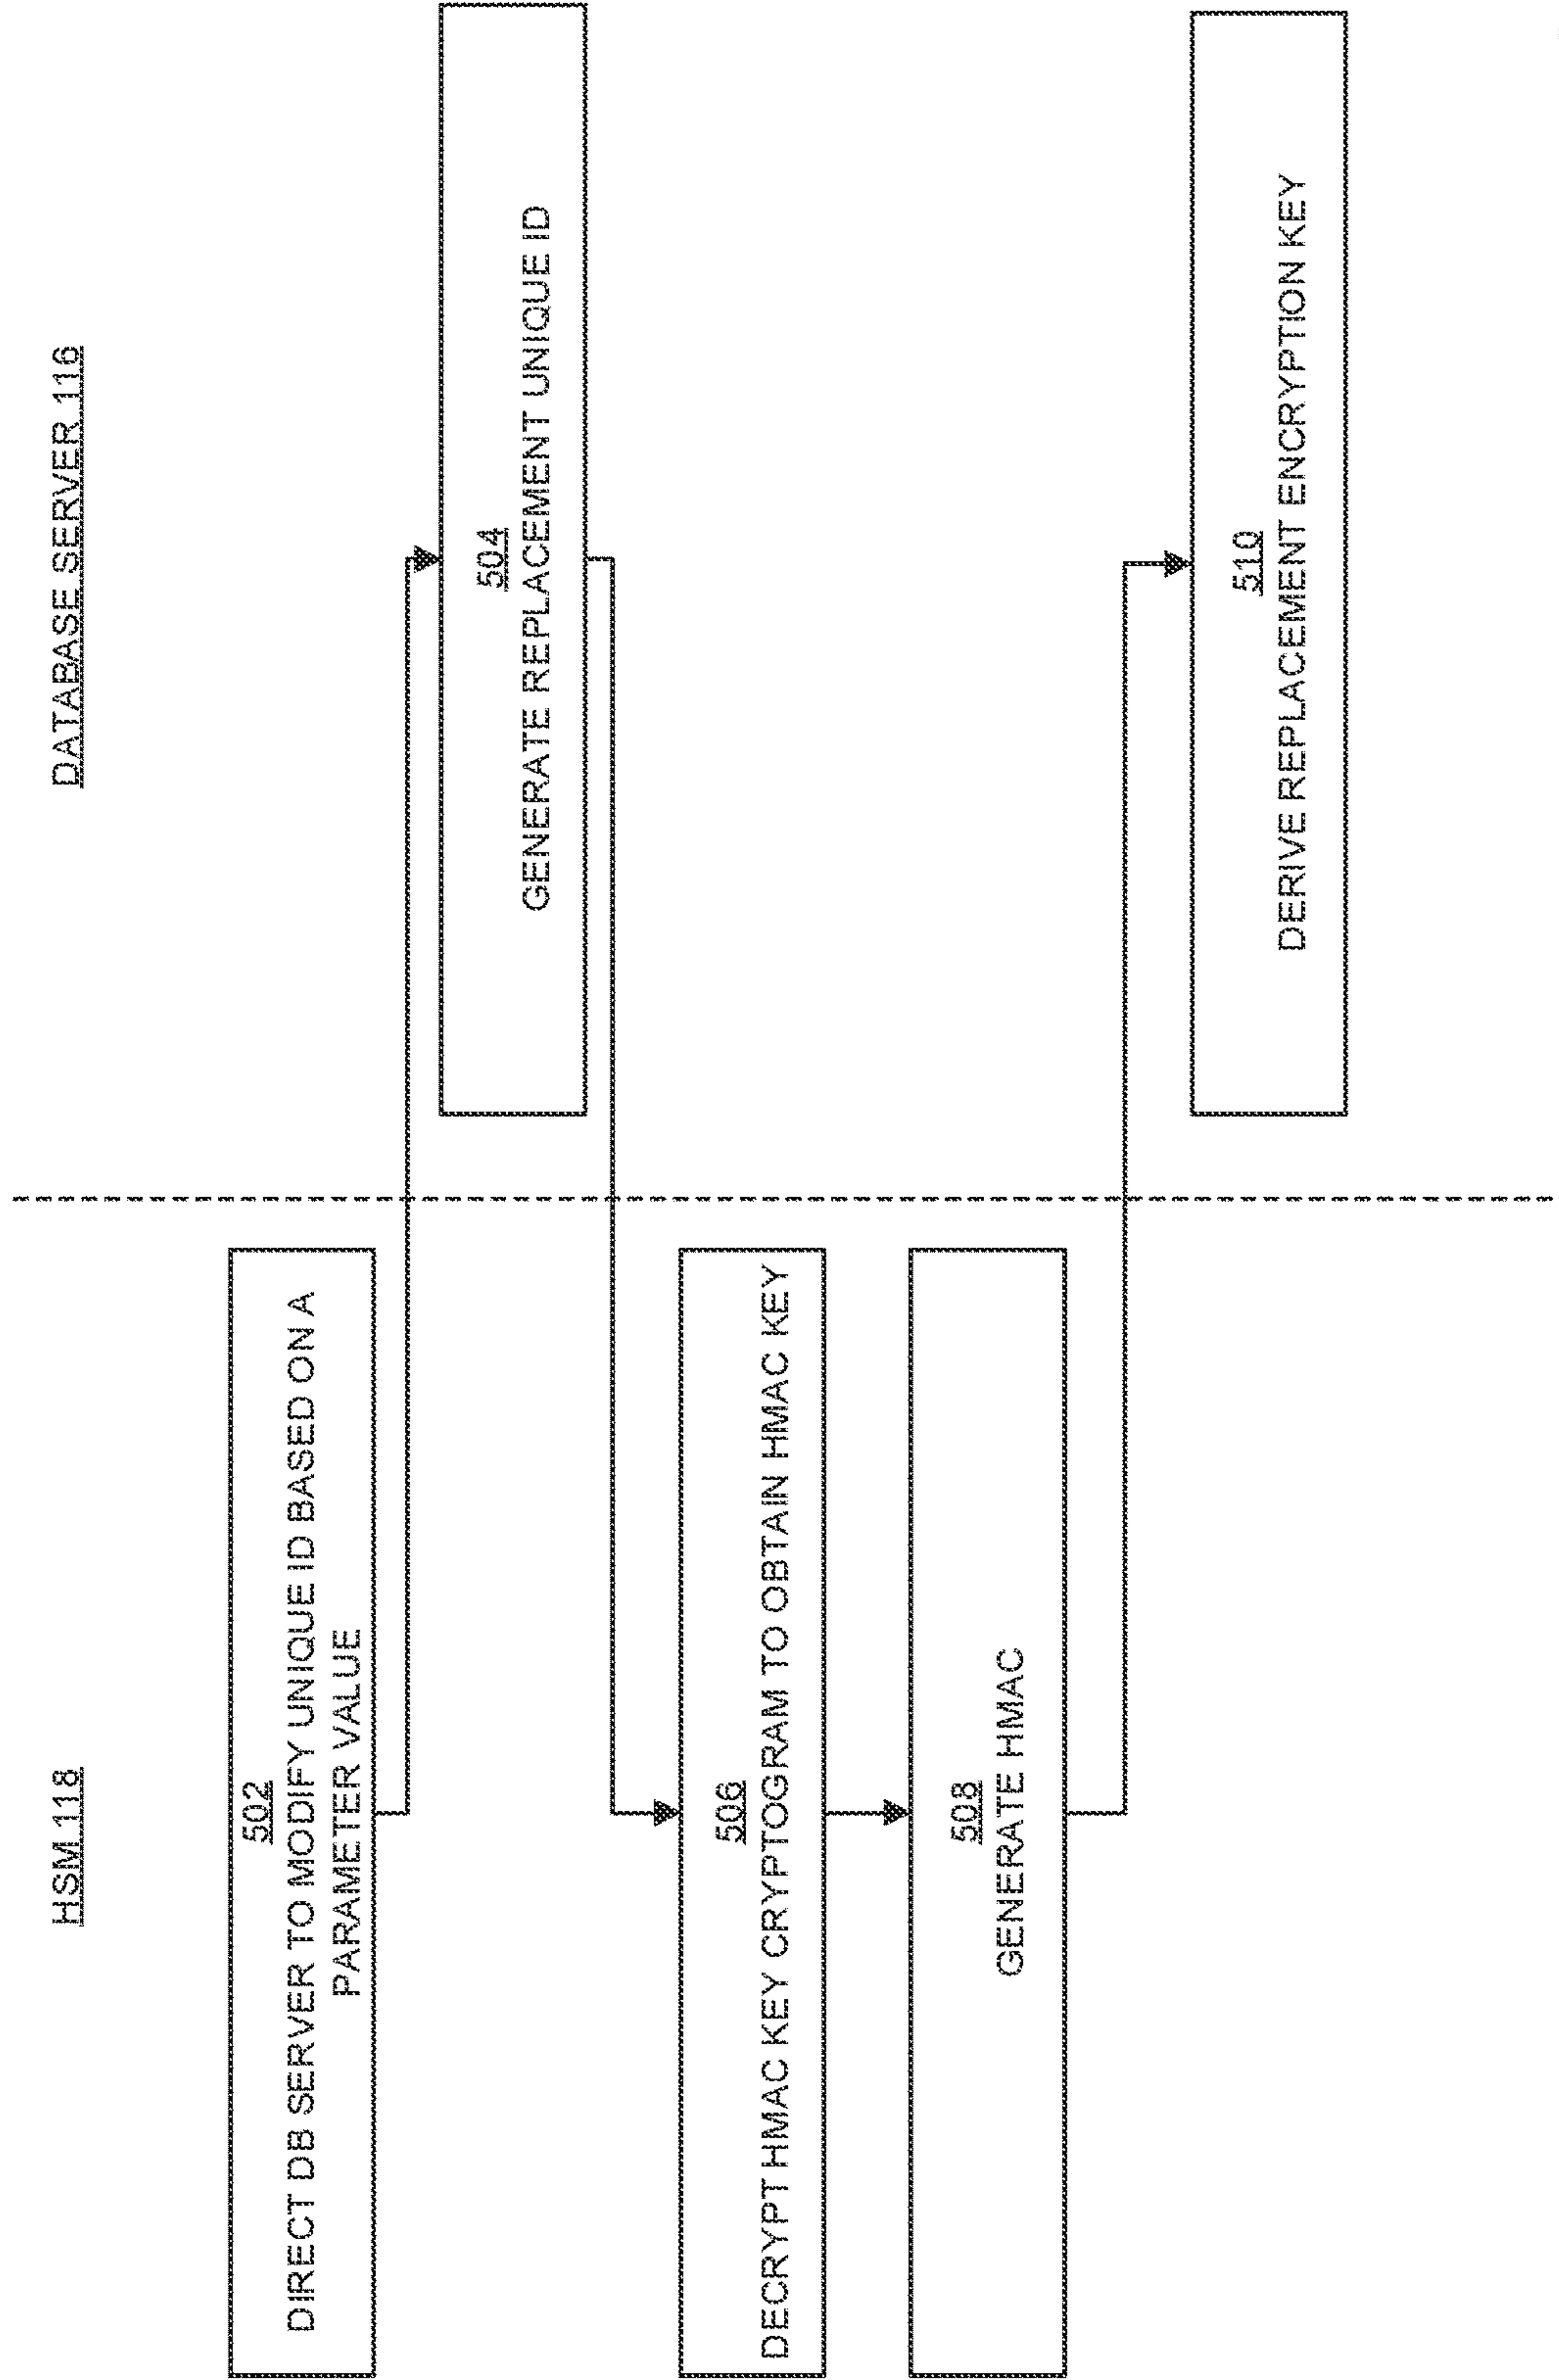 HSM 118
DATABASE SERVER 116
502
DIRECT DB SERVER TO MODIFY UNIQUE ID BASED ON A
PARAMETER VALUE
504
GENERATE REPLACEMENT UNIQUE ID
506
DECRYPT HMAC KEY CRYPTOGRAM TO OBTAIN HMAC KEY
508
GENERATE HMAC
510
DERIVE REPLACEMENT ENCRYPTION KEY